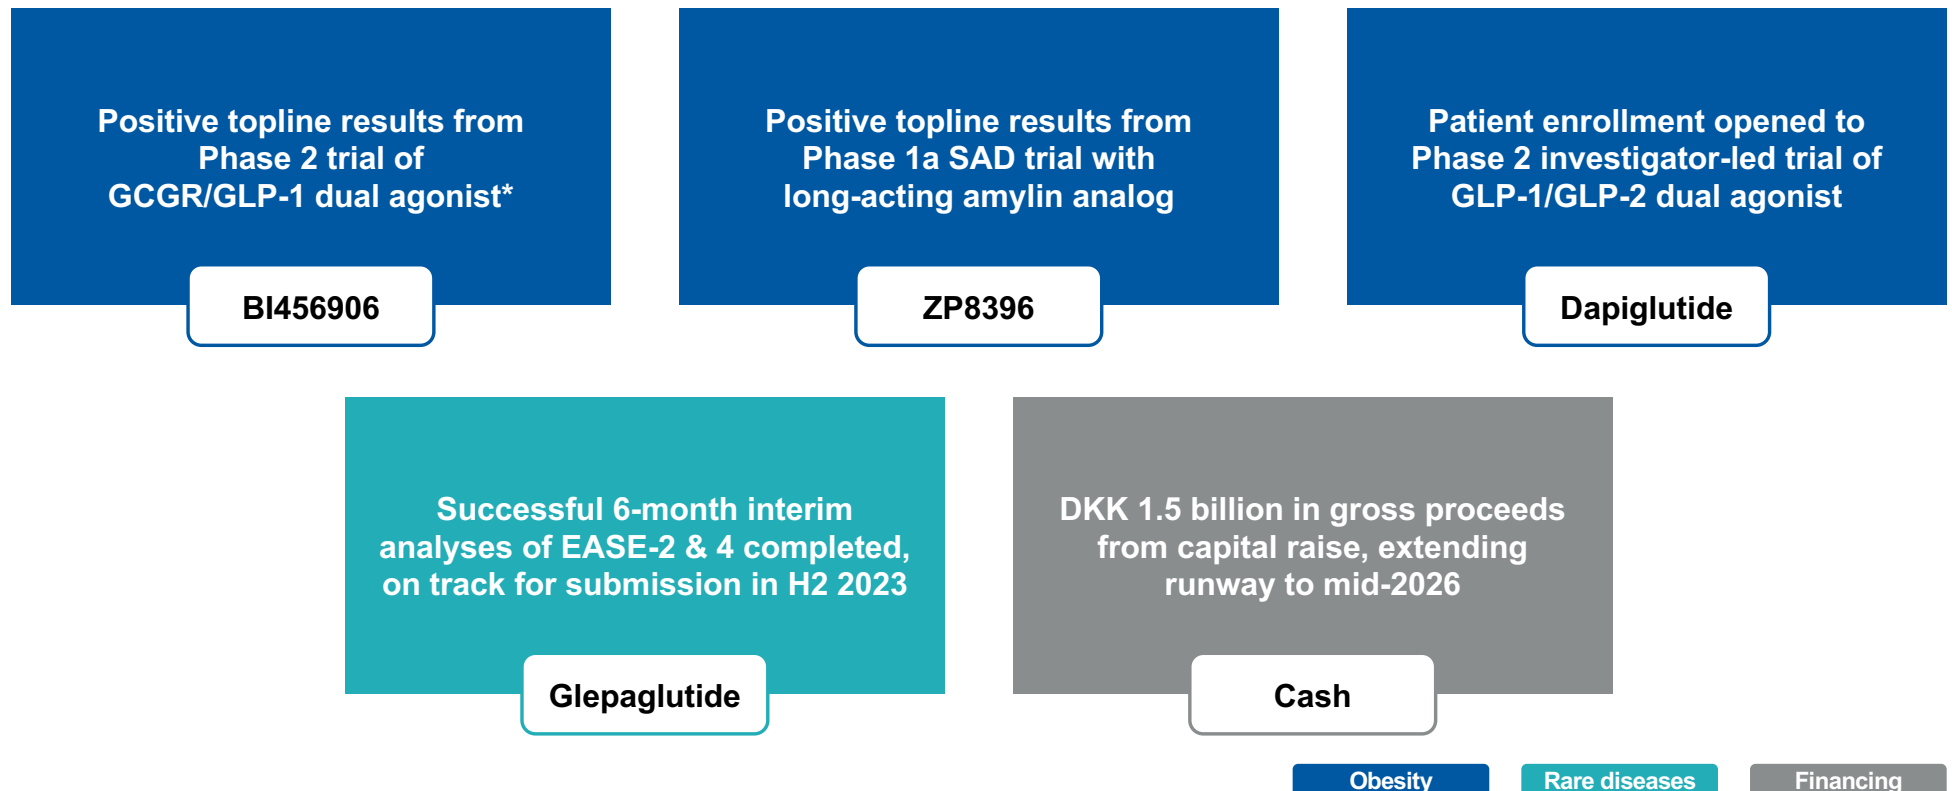 Positive topline results from
Phase 2 trial of
GCGR/GLP-1 dual agonist*
BI456906
Positive topline results from
Phase 1a SAD trial with
long-acting amylin analog
ZP8396
Patient enrollment opened to
Phase 2 investigator-led trial of
GLP-1/GLP-2 dual agonist
Dapiglutide
Successful 6-month interim
analyses of EASE-2 & 4 completed,
on track for submission in H2 2023
Glepaglutide
DKK 1.5 billion in gross proceeds
from capital raise, extending
runway to mid-2026
Cash
Obesity
Rare diseases
Financing